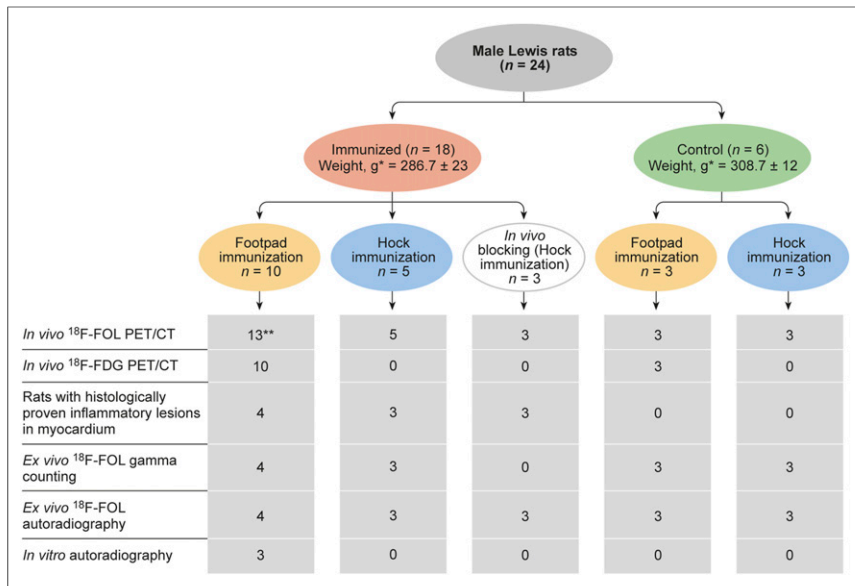 Male Lewis rats
(n = 24)
Immunized (n = 18)
Weight, g* = 286.7 ± 23
Control (n = 6)
Weight, g* = 308.7 ± 12
Footpad
immunization
n = 10
Hock
immunization
n = 5
In vivo
blocking (Hock
immunization)
n = 3
Footpad
immunization
n = 3
Hock
immunization
n = 3
In vivo ¹⁸F-FOL PET/CT 13** 5 3 3 3
In vivo ¹⁸F-FDG PET/CT 10 0 0 3 0
Rats with histologically
proven inflammatory lesions
in myocardium
4 3 3 0 0
Ex vivo ¹⁸F-FOL gamma
counting
4 3 0 3 3
Ex vivo ¹⁸F-FOL
autoradiography
4 3 3 3 3
In vitro autoradiography 3 0 0 0 0